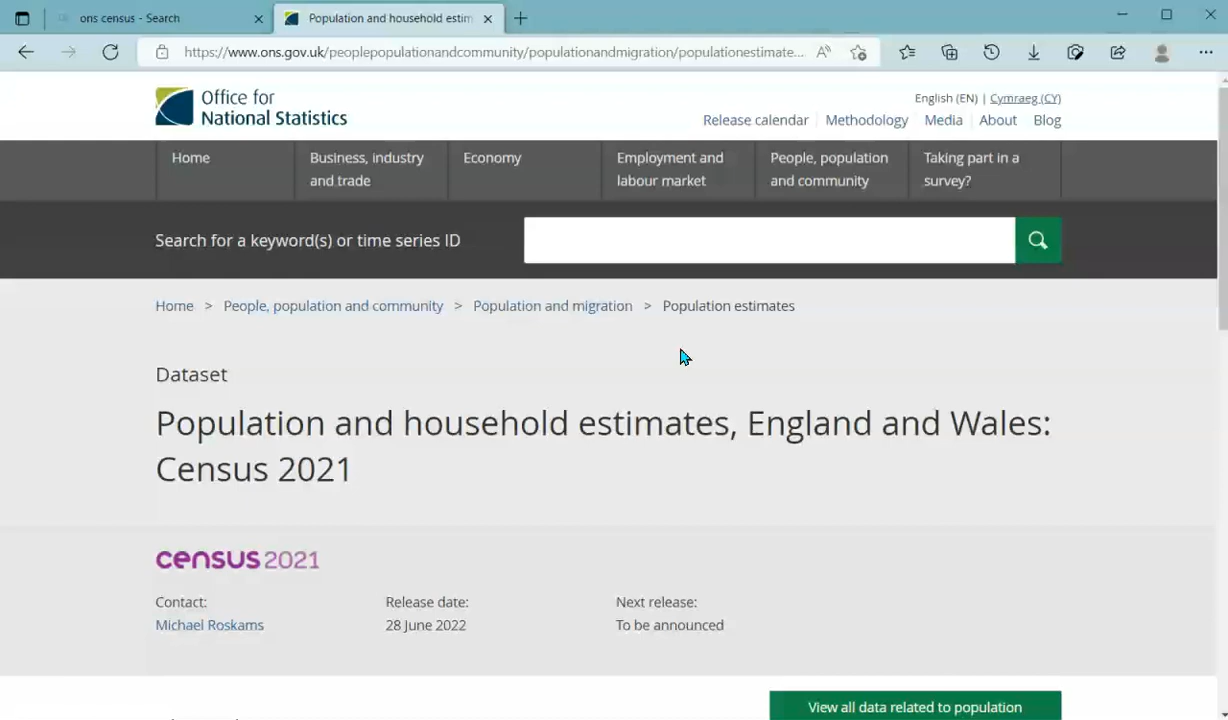 ons census - Search
Population and household estim
https://www.ons.gov.uk/peoplepopulationandcommunity/populationandmigration/populationestimate...
Office for
National Statistics
English (EN) | Cymraeg (CY)
Release calendar Methodology Media About Blog
Home
Business, industry
and trade
Economy
Employment and
labour market
People, population
and community
Taking part in a
survey?
Search for a keyword(s) or time series ID
Home > People, population and community > Population and migration > Population estimates
Dataset
Population and household estimates, England and Wales:
Census 2021
census 2021
Contact:
Michael Roskams
Release date:
28 June 2022
Next release:
To be announced
View all data related to population